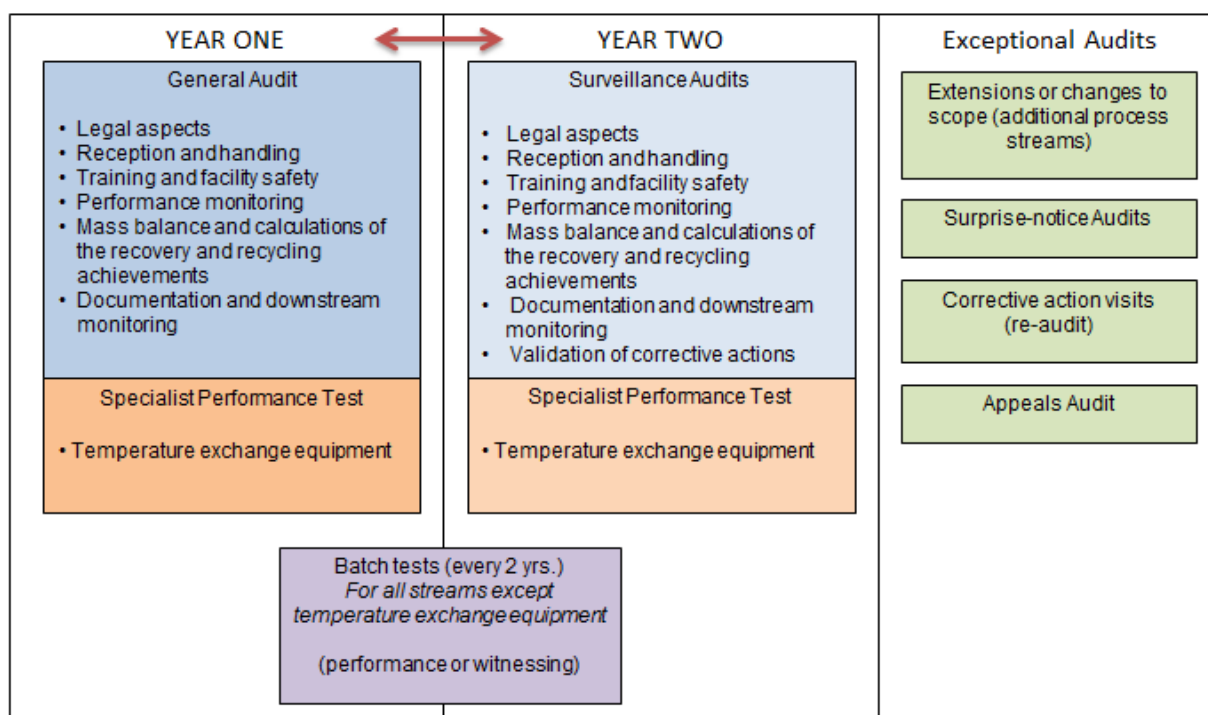 YEAR ONE
General Audit
• Legal aspects
• Reception and handling
• Training and facility safety
• Performance monitoring
• Mass balance and calculations of
the recovery and recycling
achievements
• Documentation and downstream
monitoring
Specialist Performance Test
• Temperature exchange equipment
YEAR TWO
Surveillance Audits
• Legal aspects
• Reception and handling
• Training and facility safety
• Performance monitoring
• Mass balance and calculations of
the recovery and recycling
achievements
• Documentation and downstream
monitoring
• Validation of corrective actions
Specialist Performance Test
• Temperature exchange equipment
Batch tests (every 2 yrs.)
For all streams except
temperature exchange equipment
(performance or witnessing)
Exceptional Audits
Extensions or changes to
scope (additional process
streams)
Surprise-notice Audits
Corrective action visits
(re-audit)
Appeals Audit